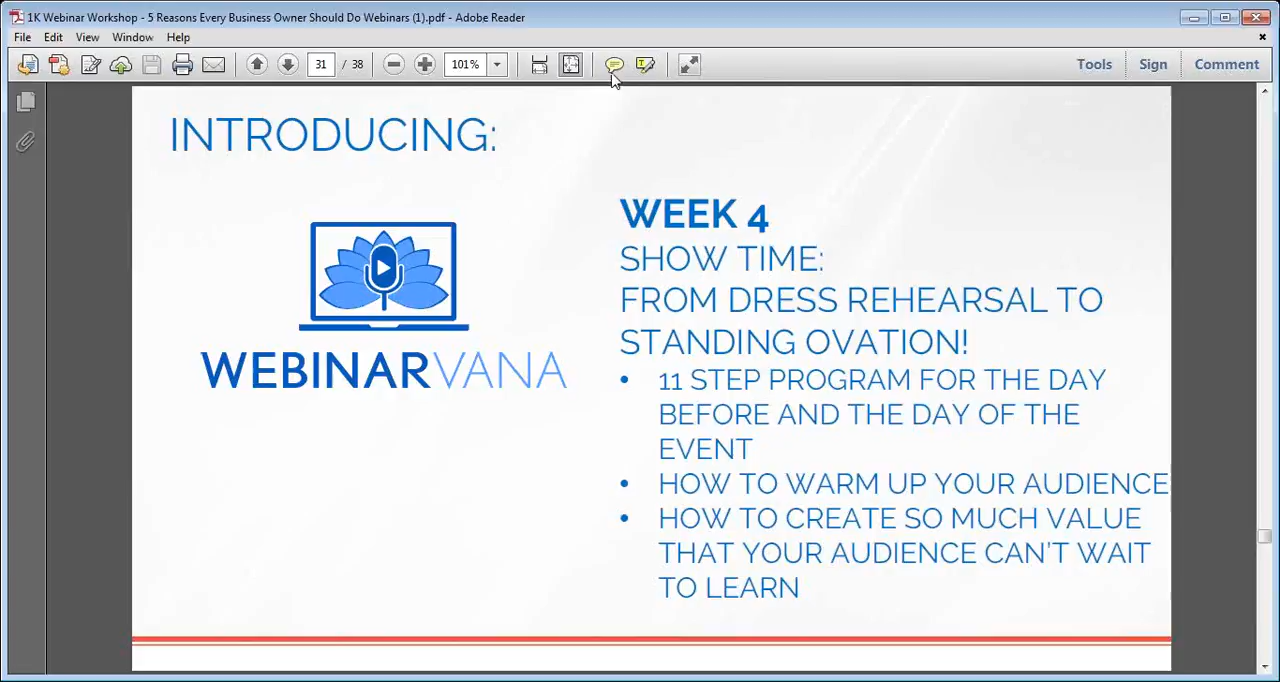 1K Webinar Workshop - 5 Reasons Every Business Owner Should Do Webinars (1).pdf - Adobe Reader
File Edit View Window Help
31 / 38 101% Tools Sign Comment
INTRODUCING:
WEBINARVANA
WEEK 4
SHOW TIME:
FROM DRESS REHEARSAL TO
STANDING OVATION!
• 11 STEP PROGRAM FOR THE DAY
BEFORE AND THE DAY OF THE
EVENT
• HOW TO WARM UP YOUR AUDIENCE
• HOW TO CREATE SO MUCH VALUE
THAT YOUR AUDIENCE CAN'T WAIT
TO LEARN